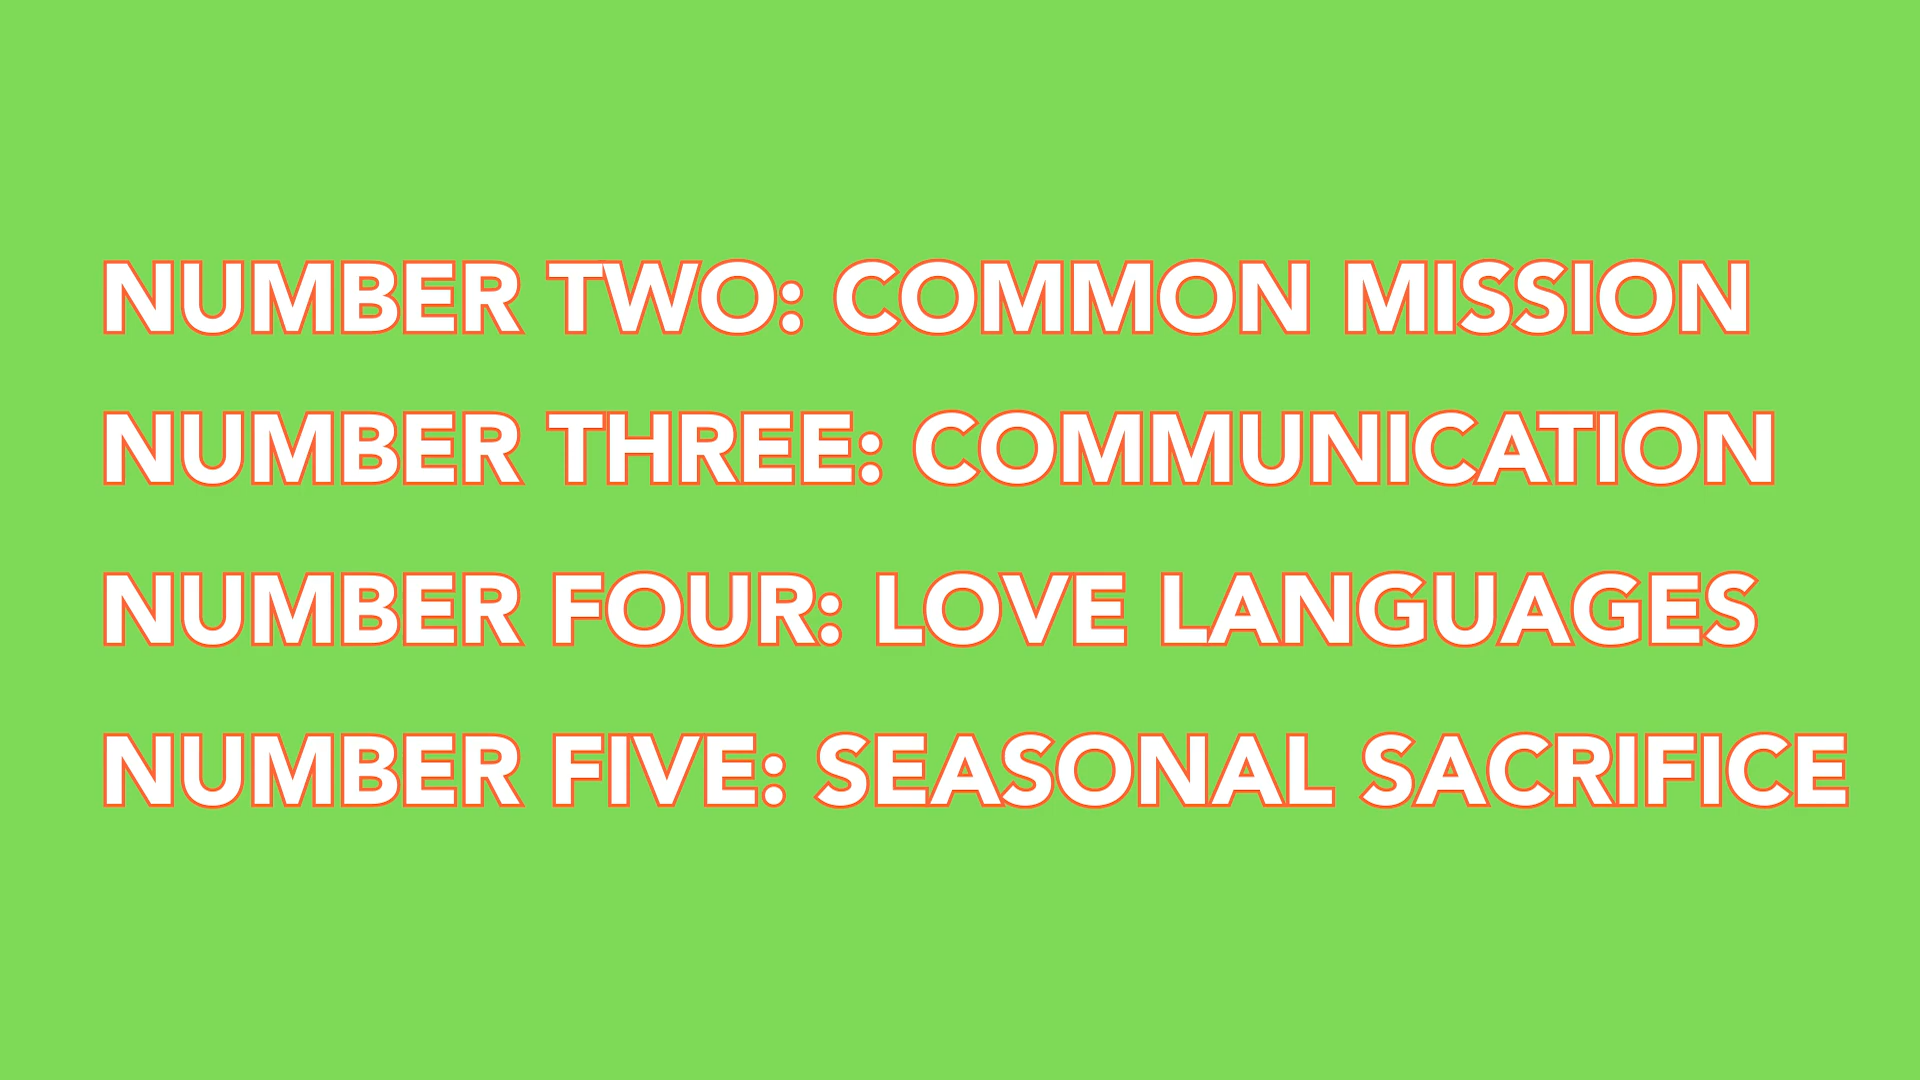 NUMBER TWO: COMMON MISSION
NUMBER THREE: COMMUNICATION
NUMBER FOUR: LOVE LANGUAGES
NUMBER FIVE: SEASONAL SACRIFICE